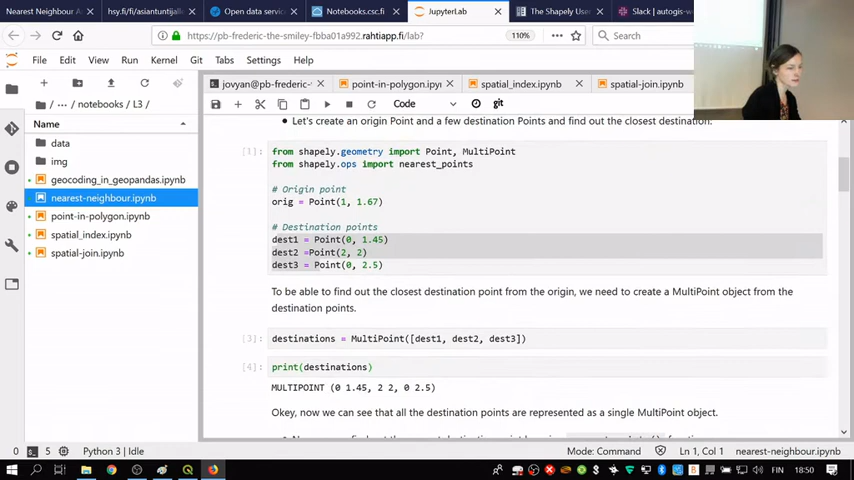 Nearest Neighbour A
hsy.fi/fi/asiantuntijalle
Open data servic
Notebooks.csc.fi
JupyterLab
The Shapely User
Slack | autogis-w
https://pb-frederic-the-smiley-fbba01a992.rahtiapp.fi/lab?
110%
Search
File Edit View Run Kernel Git Tabs Settings Help
jovyan@pb-frederic-
point-in-polygon.ipyn
spatial_index.ipynb
spatial-join.ipynb
Code
git
/ ... / notebooks / L3 /
Name
data
img
geocoding_in_geopandas.ipynb
nearest-neighbour.ipynb
point-in-polygon.ipynb
spatial_index.ipynb
spatial-join.ipynb
Let's create an origin Point and a few destination Points and find out the closest destination:
[1]:
from shapely.geometry import Point, MultiPoint
from shapely.ops import nearest_points
# Origin point
orig = Point(1, 1.67)
# Destination points
dest1 = Point(0, 1.45)
dest2 =Point(2, 2)
dest3 = Point(0, 2.5)
To be able to find out the closest destination point from the origin, we need to create a MultiPoint object from the
destination points.
[3]: destinations = MultiPoint([dest1, dest2, dest3])
[4]: print(destinations)
MULTIPOINT (0 1.45, 2 2, 0 2.5)
Okey, now we can see that all the destination points are represented as a single MultiPoint object.
0 5 Python 3 | Idle
Mode: Command
Ln 1, Col 1
nearest-neighbour.ipynb
FIN
18:50